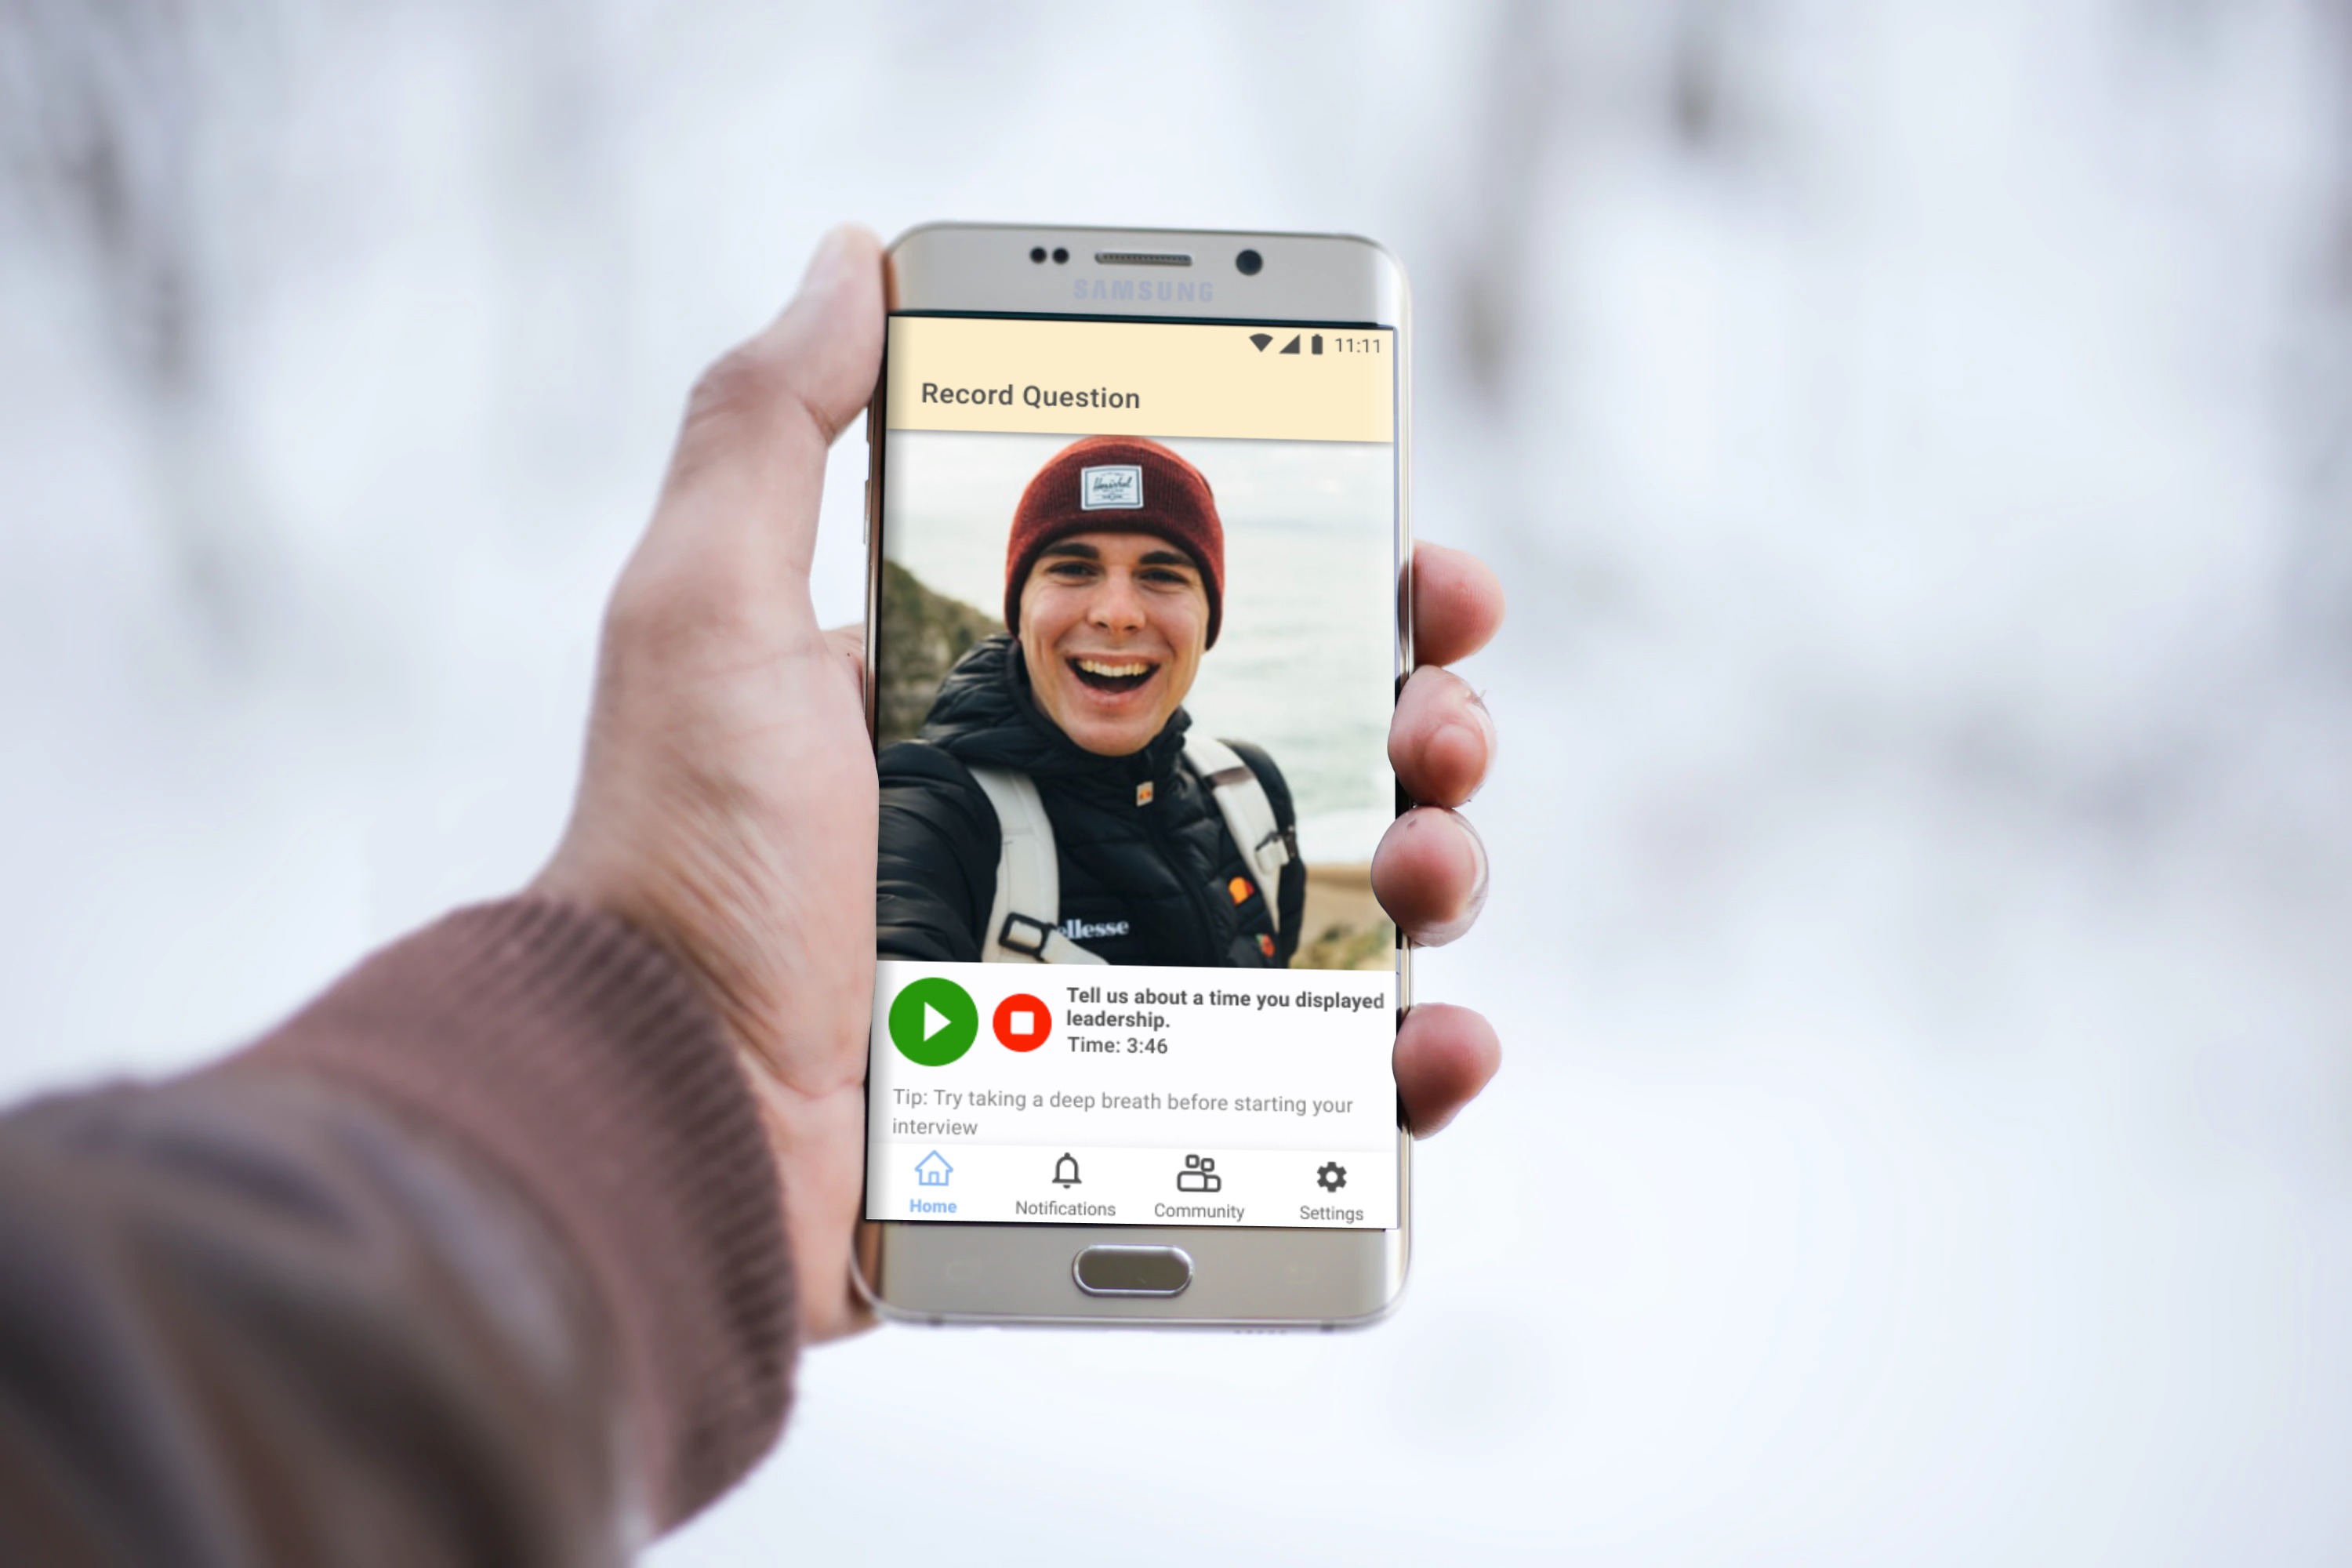 SAMSUNG
11:11
Record Question
Herschel
ellesse
Tell us about a time you displayed
leadership.
Time: 3:46
Tip: Try taking a deep breath before starting your
interview
Home
Notifications
Community
Settings